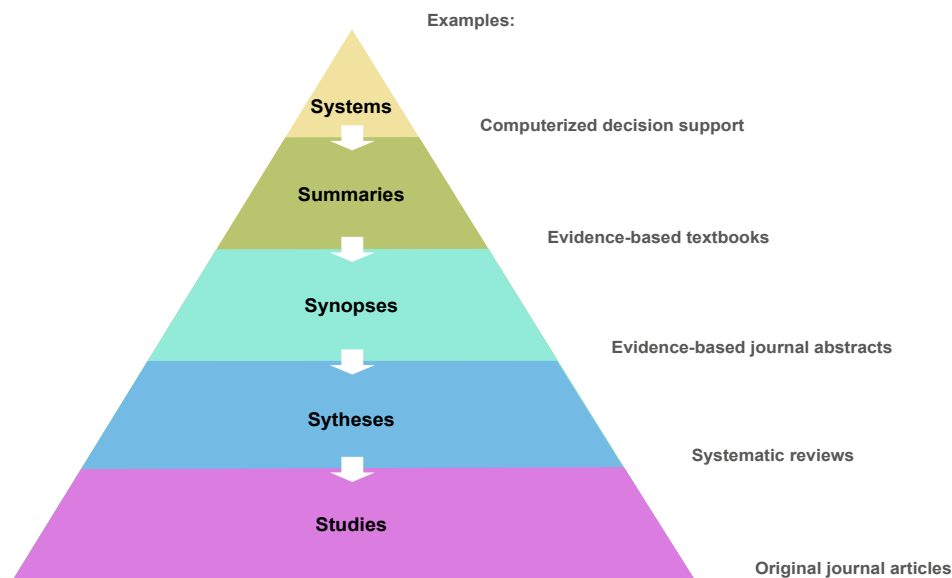 Examples:
Systems
Computerized decision support
Summaries
Evidence-based textbooks
Synopses
Evidence-based journal abstracts
Sytheses
Systematic reviews
Studies
Original journal articles